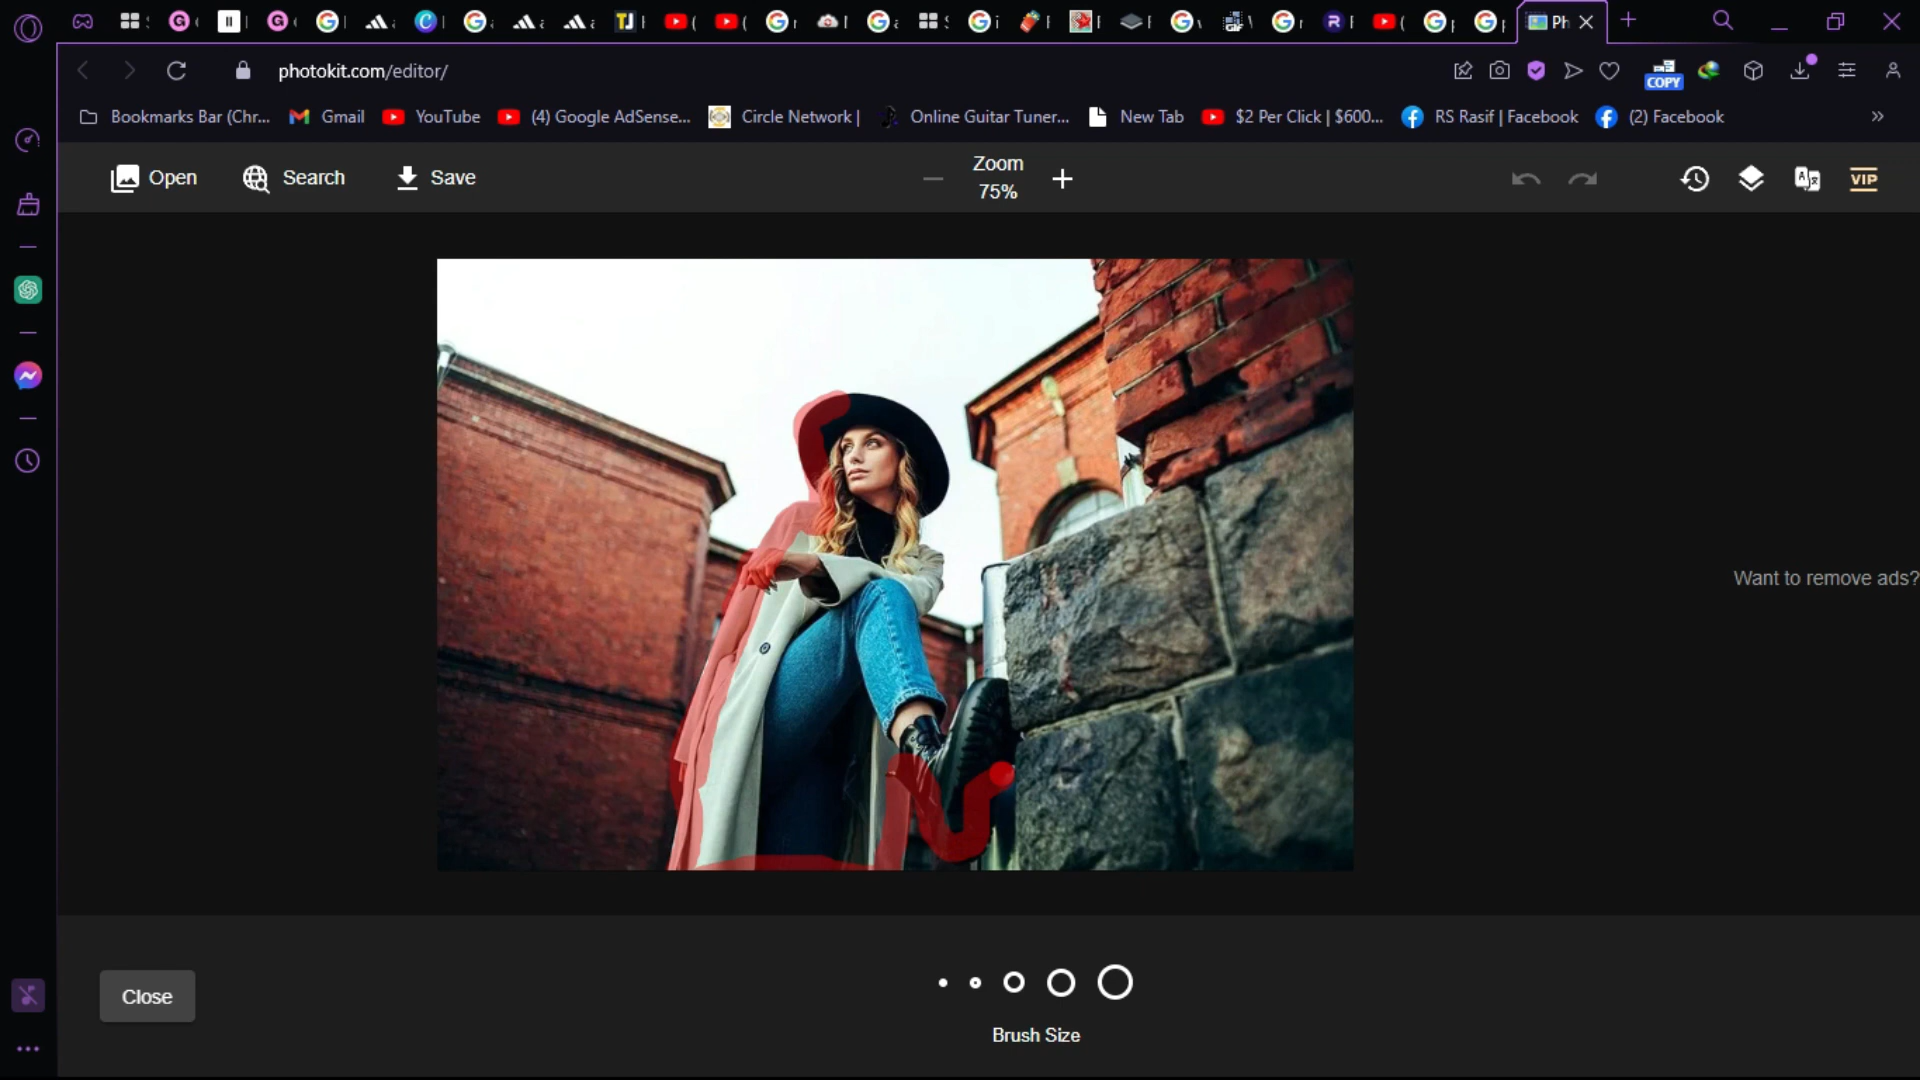 TJ
Ph
photokit.com/editor/
COPY
Bookmarks Bar (Chr...
Gmail
YouTube
(4) Google AdSense...
Circle Network |
Online Guitar Tuner...
New Tab
$2 Per Click | $600...
RS Rasif | Facebook
(2) Facebook
»
Open
Search
Save
Zoom
75%
VIP
Want to remove ads?
Close
Brush Size